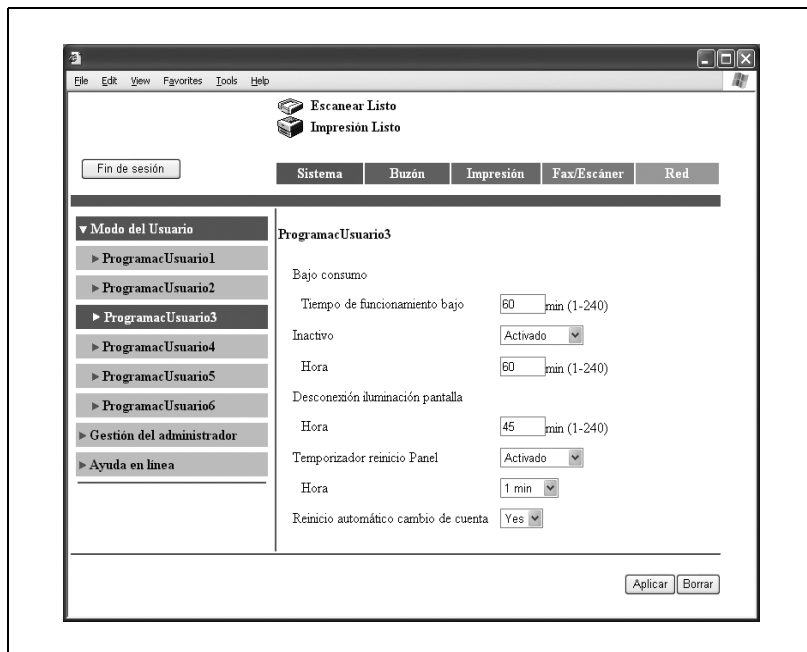 File Edit View Favorites Tools Help
Escanear Listo
Impresión Listo
Fin de sesión
Sistema Buzón Impresión Fax/Escáner Red
Modo del Usuario
ProgramacUsuario1
ProgramacUsuario2
ProgramacUsuario3
ProgramacUsuario4
ProgramacUsuario5
ProgramacUsuario6
Gestión del administrador
Ayuda en línea
ProgramacUsuario3
Bajo consumo
Tiempo de funcionamiento bajo 60 min (1-240)
Inactivo Activado
Hora 60 min (1-240)
Desconexión iluminación pantalla
Hora 45 min (1-240)
Temporizador reinicio Panel Activado
Hora 1 min
Reinicio automático cambio de cuenta Yes
Aplicar Borrar